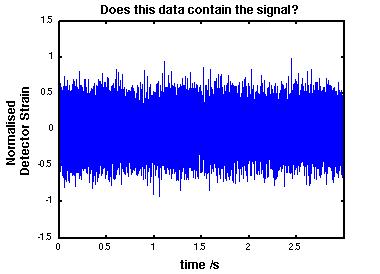 Does this data contain the signal?
1.5
1
0.5
0
-0.5
-1
-1.5
Normalised
Detector Strain
0 0.5 1 1.5 2 2.5
time /s